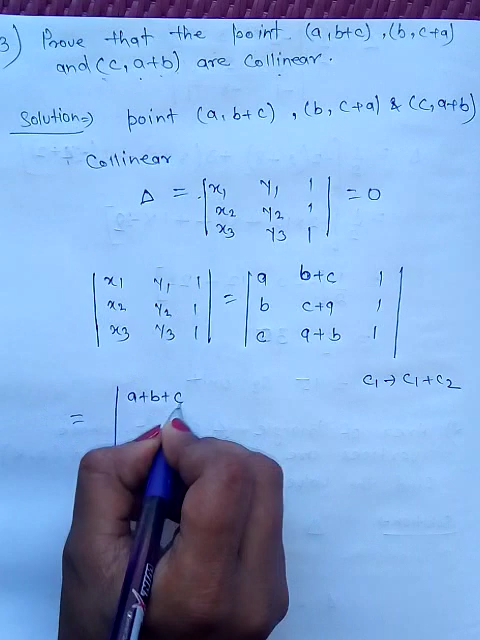 3) Prove that the point (a, b+c), (b, c+a)
and (c, a+b) are collinear.
Solution⇒ point (a, b+c), (b, c+a) & (c, a+b)
Collinear
Δ = | x1 y1 1 | = 0
| x2 y2 1 |
| x3 y3 1 |
| x1 y1 1 | = | a b+c 1 |
| x2 y2 1 | | b c+a 1 |
| x3 y3 1 | | c a+b 1 |
C1 → C1 + C2
= | a+b+c